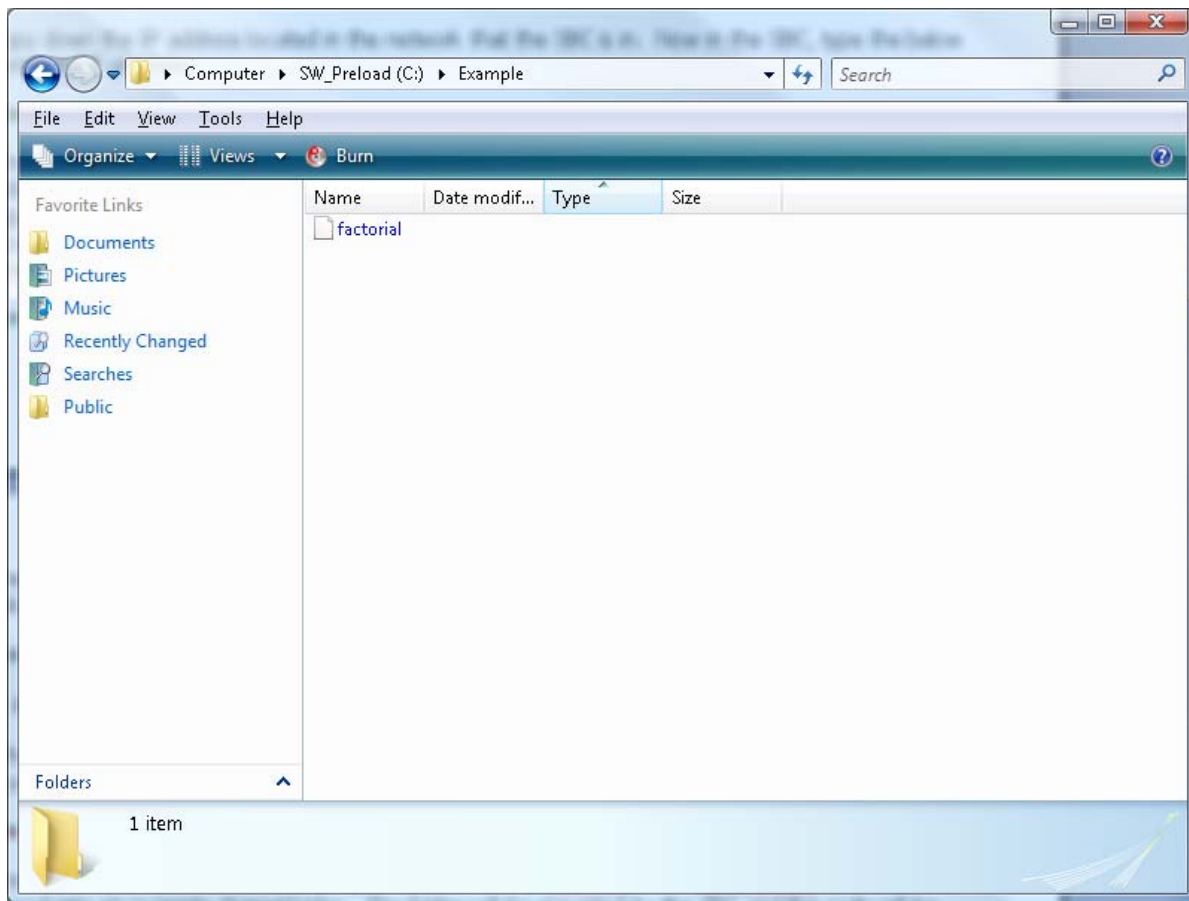 Computer SW_Preload (C:) Example Search
File Edit View Tools Help
Organize Views Burn
Favorite Links
Documents
Pictures
Music
Recently Changed
Searches
Public
Folders
Name Date modif... Type Size
factorial
1 item